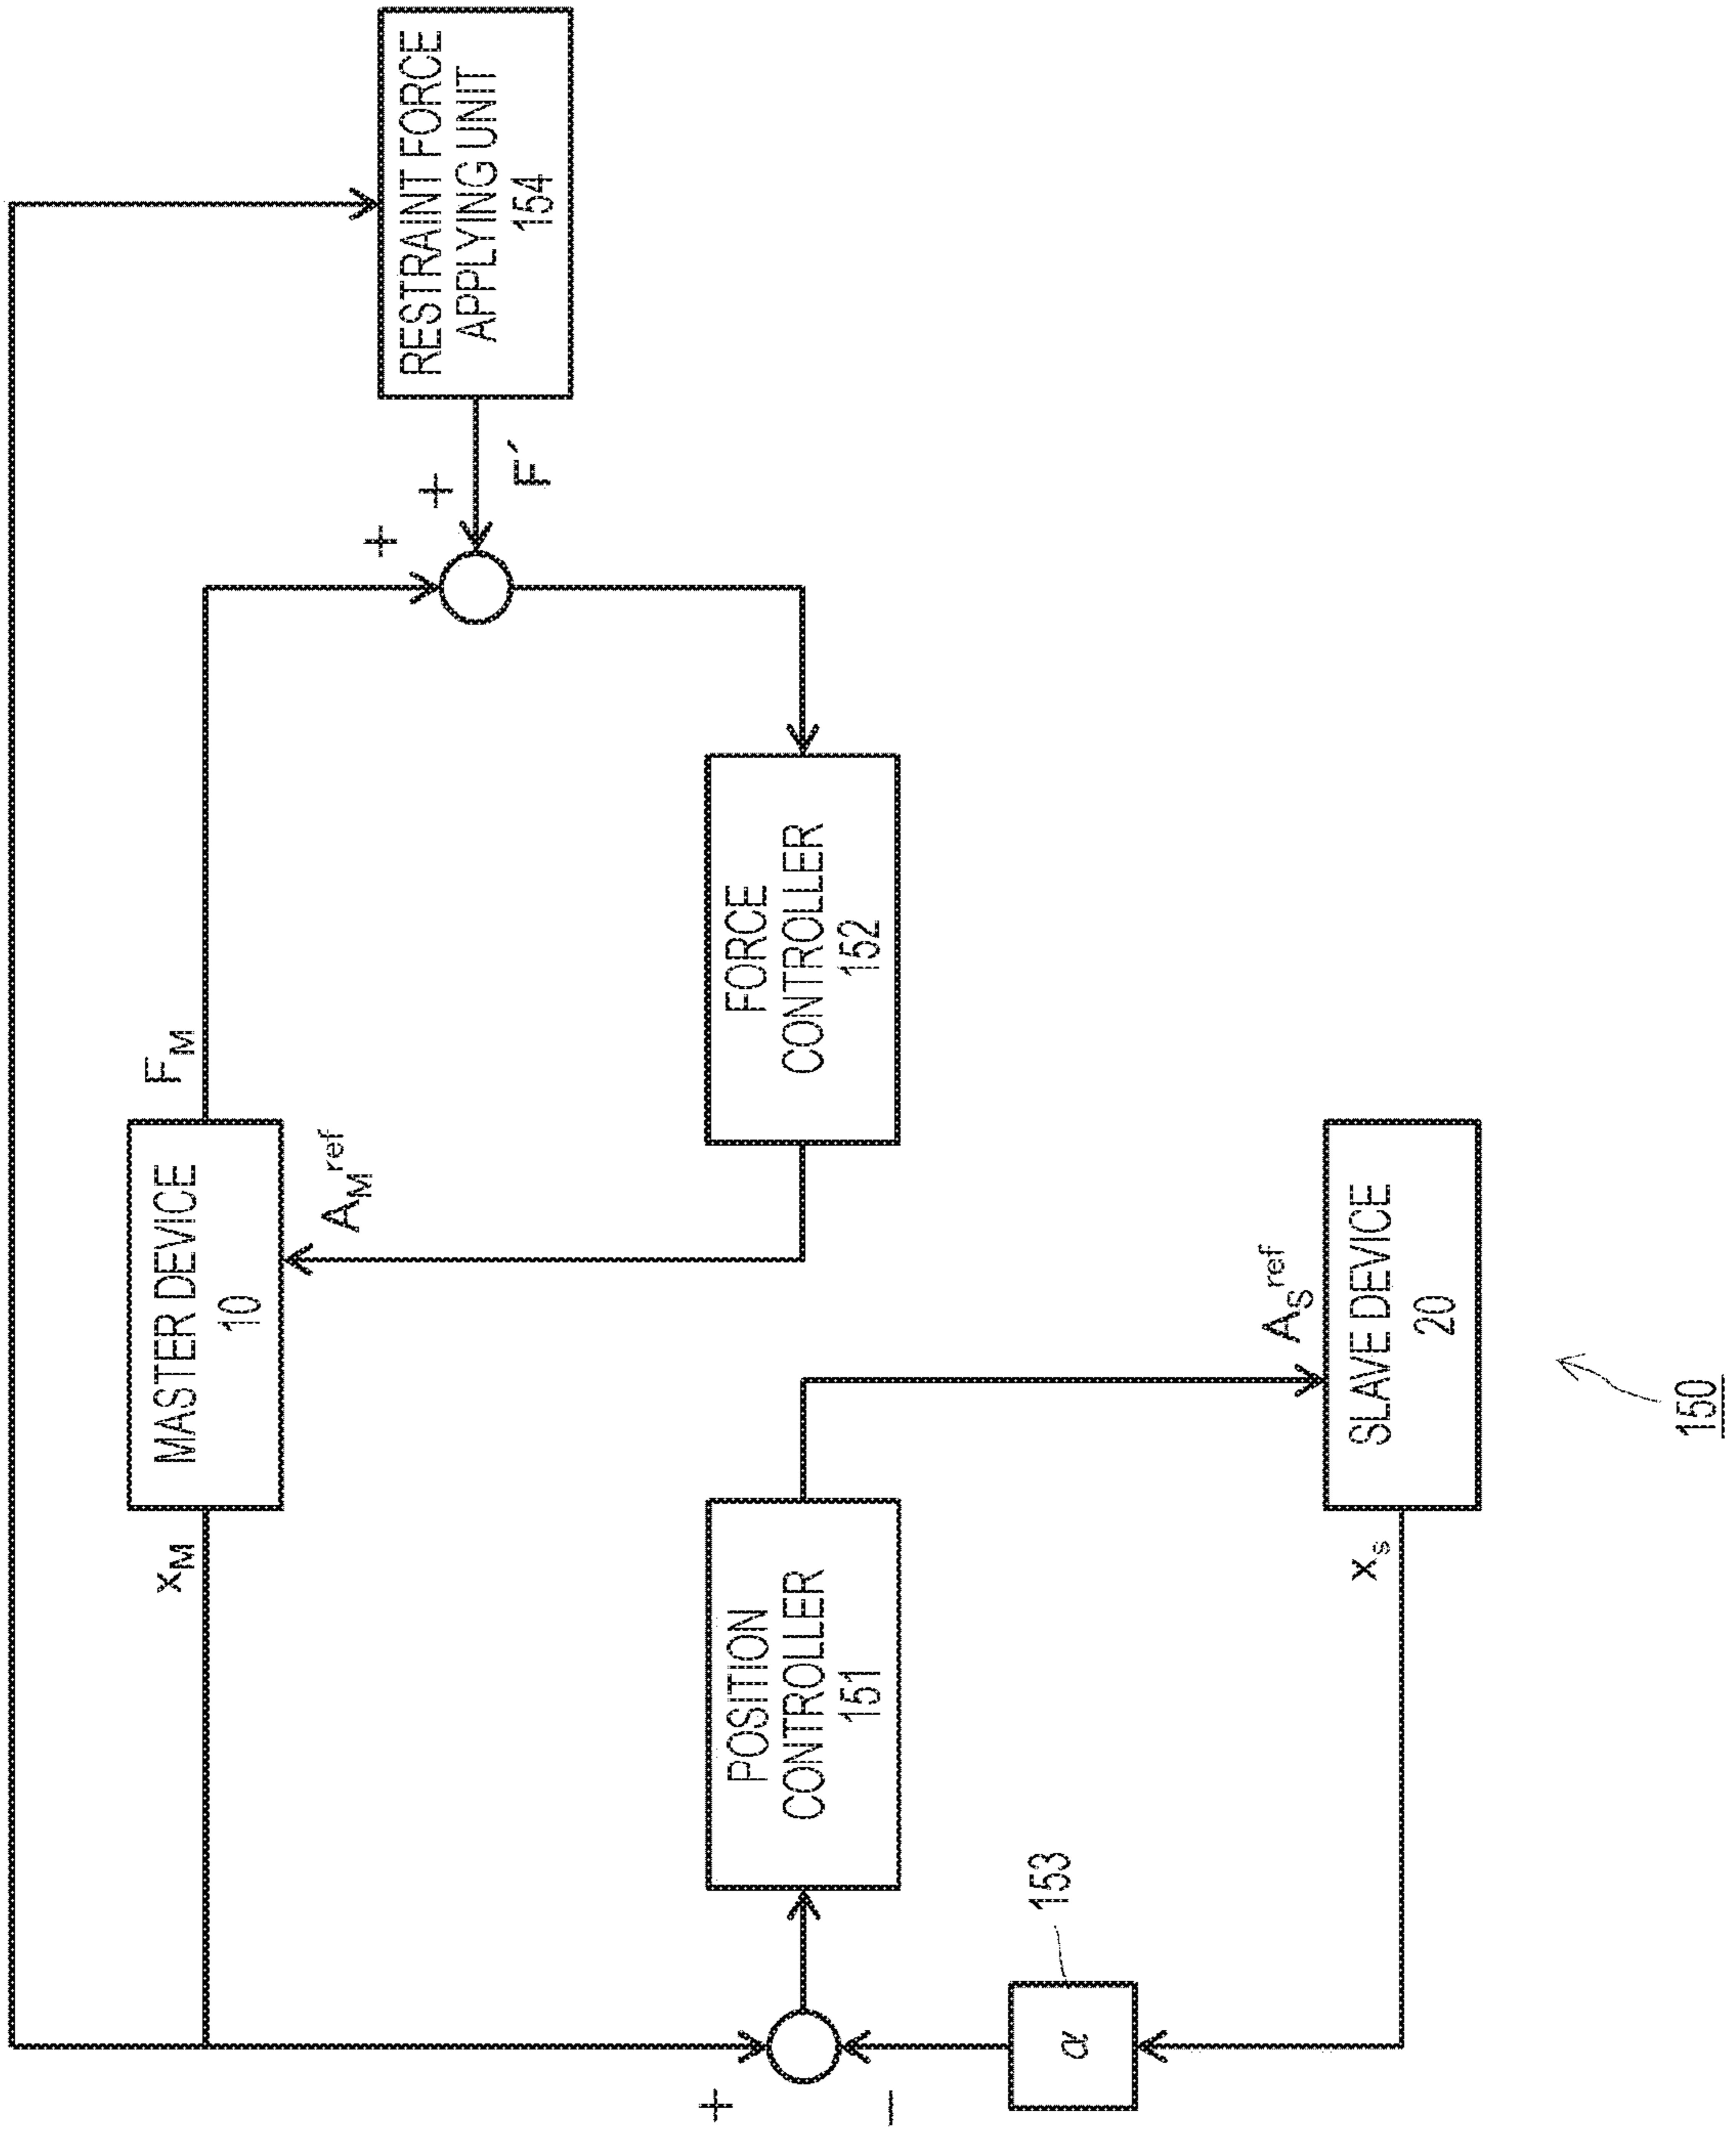 MASTER DEVICE
10
x_M
F_M
A_M^ref
+
+
F´
RESTRAINT FORCE
APPLYING UNIT
154
FORCE
CONTROLLER
152
POSITION
CONTROLLER
151
+
−
α
153
A_S^ref
x_s
SLAVE DEVICE
20
150